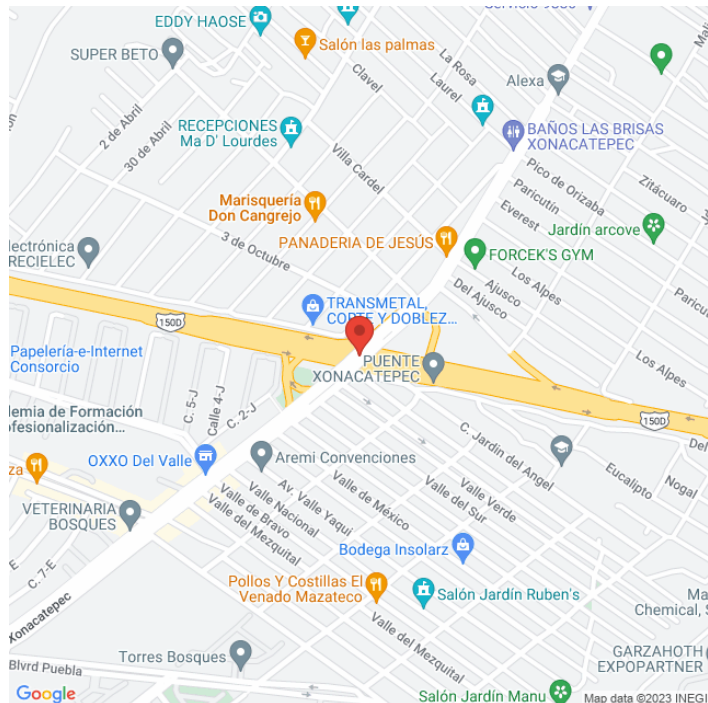 EDDY HAOSE
Salón las palmas
SUPER BETO
Clavel
La Rosa
Laurel
Alexa
2 de Abril
30 de Abril
RECEPCIONES
Ma D' Lourdes
Villa Cardel
BAÑOS LAS BRISAS
XONACATEPEC
Pico de Orizaba
Paricutín
Everest
Zitácuaro
Marisquería
Don Cangrejo
3 de Octubre
PANADERIA DE JESÚS
Jardín arcove
FORCEK'S GYM
Los Alpes
Ajusco
Del Ajusco
TRANSMETAL,
CORTE Y DOBLEZ...
150D
Papelería-e-Internet
Consorcio
PUENTE
XONACATEPEC
Los Alpes
150D
C. 5-J
Calle 4-J
C. 2-J
OXXO Del Valle
Aremi Convenciones
C. Jardin del Angel
Eucalipto
Nogal
VETERINARIA
BOSQUES
Av. Valle Yaqui
Valle Nacional
Valle de Bravo
Valle del Mezquital
Valle de México
Valle del Sur
Valle Verde
Bodega Insolarz
C. 7-E
Pollos Y Costillas El
Venado Mazateco
Salón Jardín Ruben's
Xonacatepec
Valle del Mezquital
Chemical,
Torres Bosques
Blvrd Puebla
GARZAHOTH
EXPOPARTNER
Salón Jardín Manu
Google
Map data ©2023 INEGI